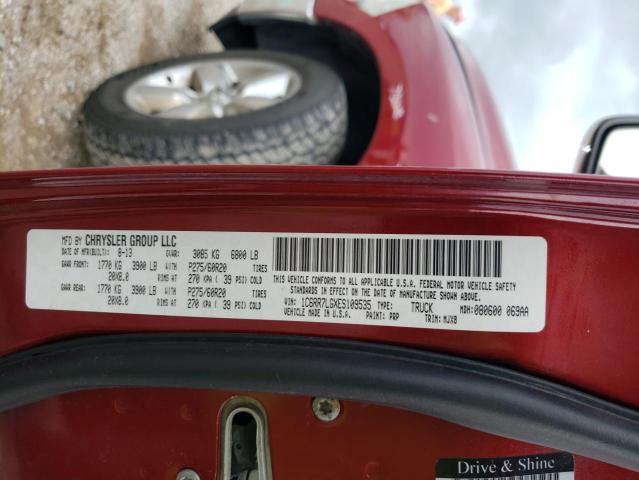 MFD BY CHRYSLER GROUP LLC
DATE OF MFR(BUILT): 8-13 GVWR: 3085 KG 6800 LB
GAWR FRONT: 1770 KG 3900 LB WITH P275/60R20 TIRES
20X8.0 RIMS AT 270 KPA( 39 PSI) COLD
GAWR REAR: 1770 KG 3900 LB WITH P275/60R20 TIRES
20X8.0 RIMS AT 270 KPA( 39 PSI) COLD
THIS VEHICLE CONFORMS TO ALL APPLICABLE U.S.A. FEDERAL MOTOR VEHICLE SAFETY
STANDARDS IN EFFECT ON THE DATE OF MANUFACTURE SHOWN ABOVE.
VIN: 1C6RR7LGXES109535 TYPE: TRUCK MDH: 080600 069AA
VEHICLE MADE IN U.S.A. PAINT: PRP TRIM: MJX8
Drive & Shine